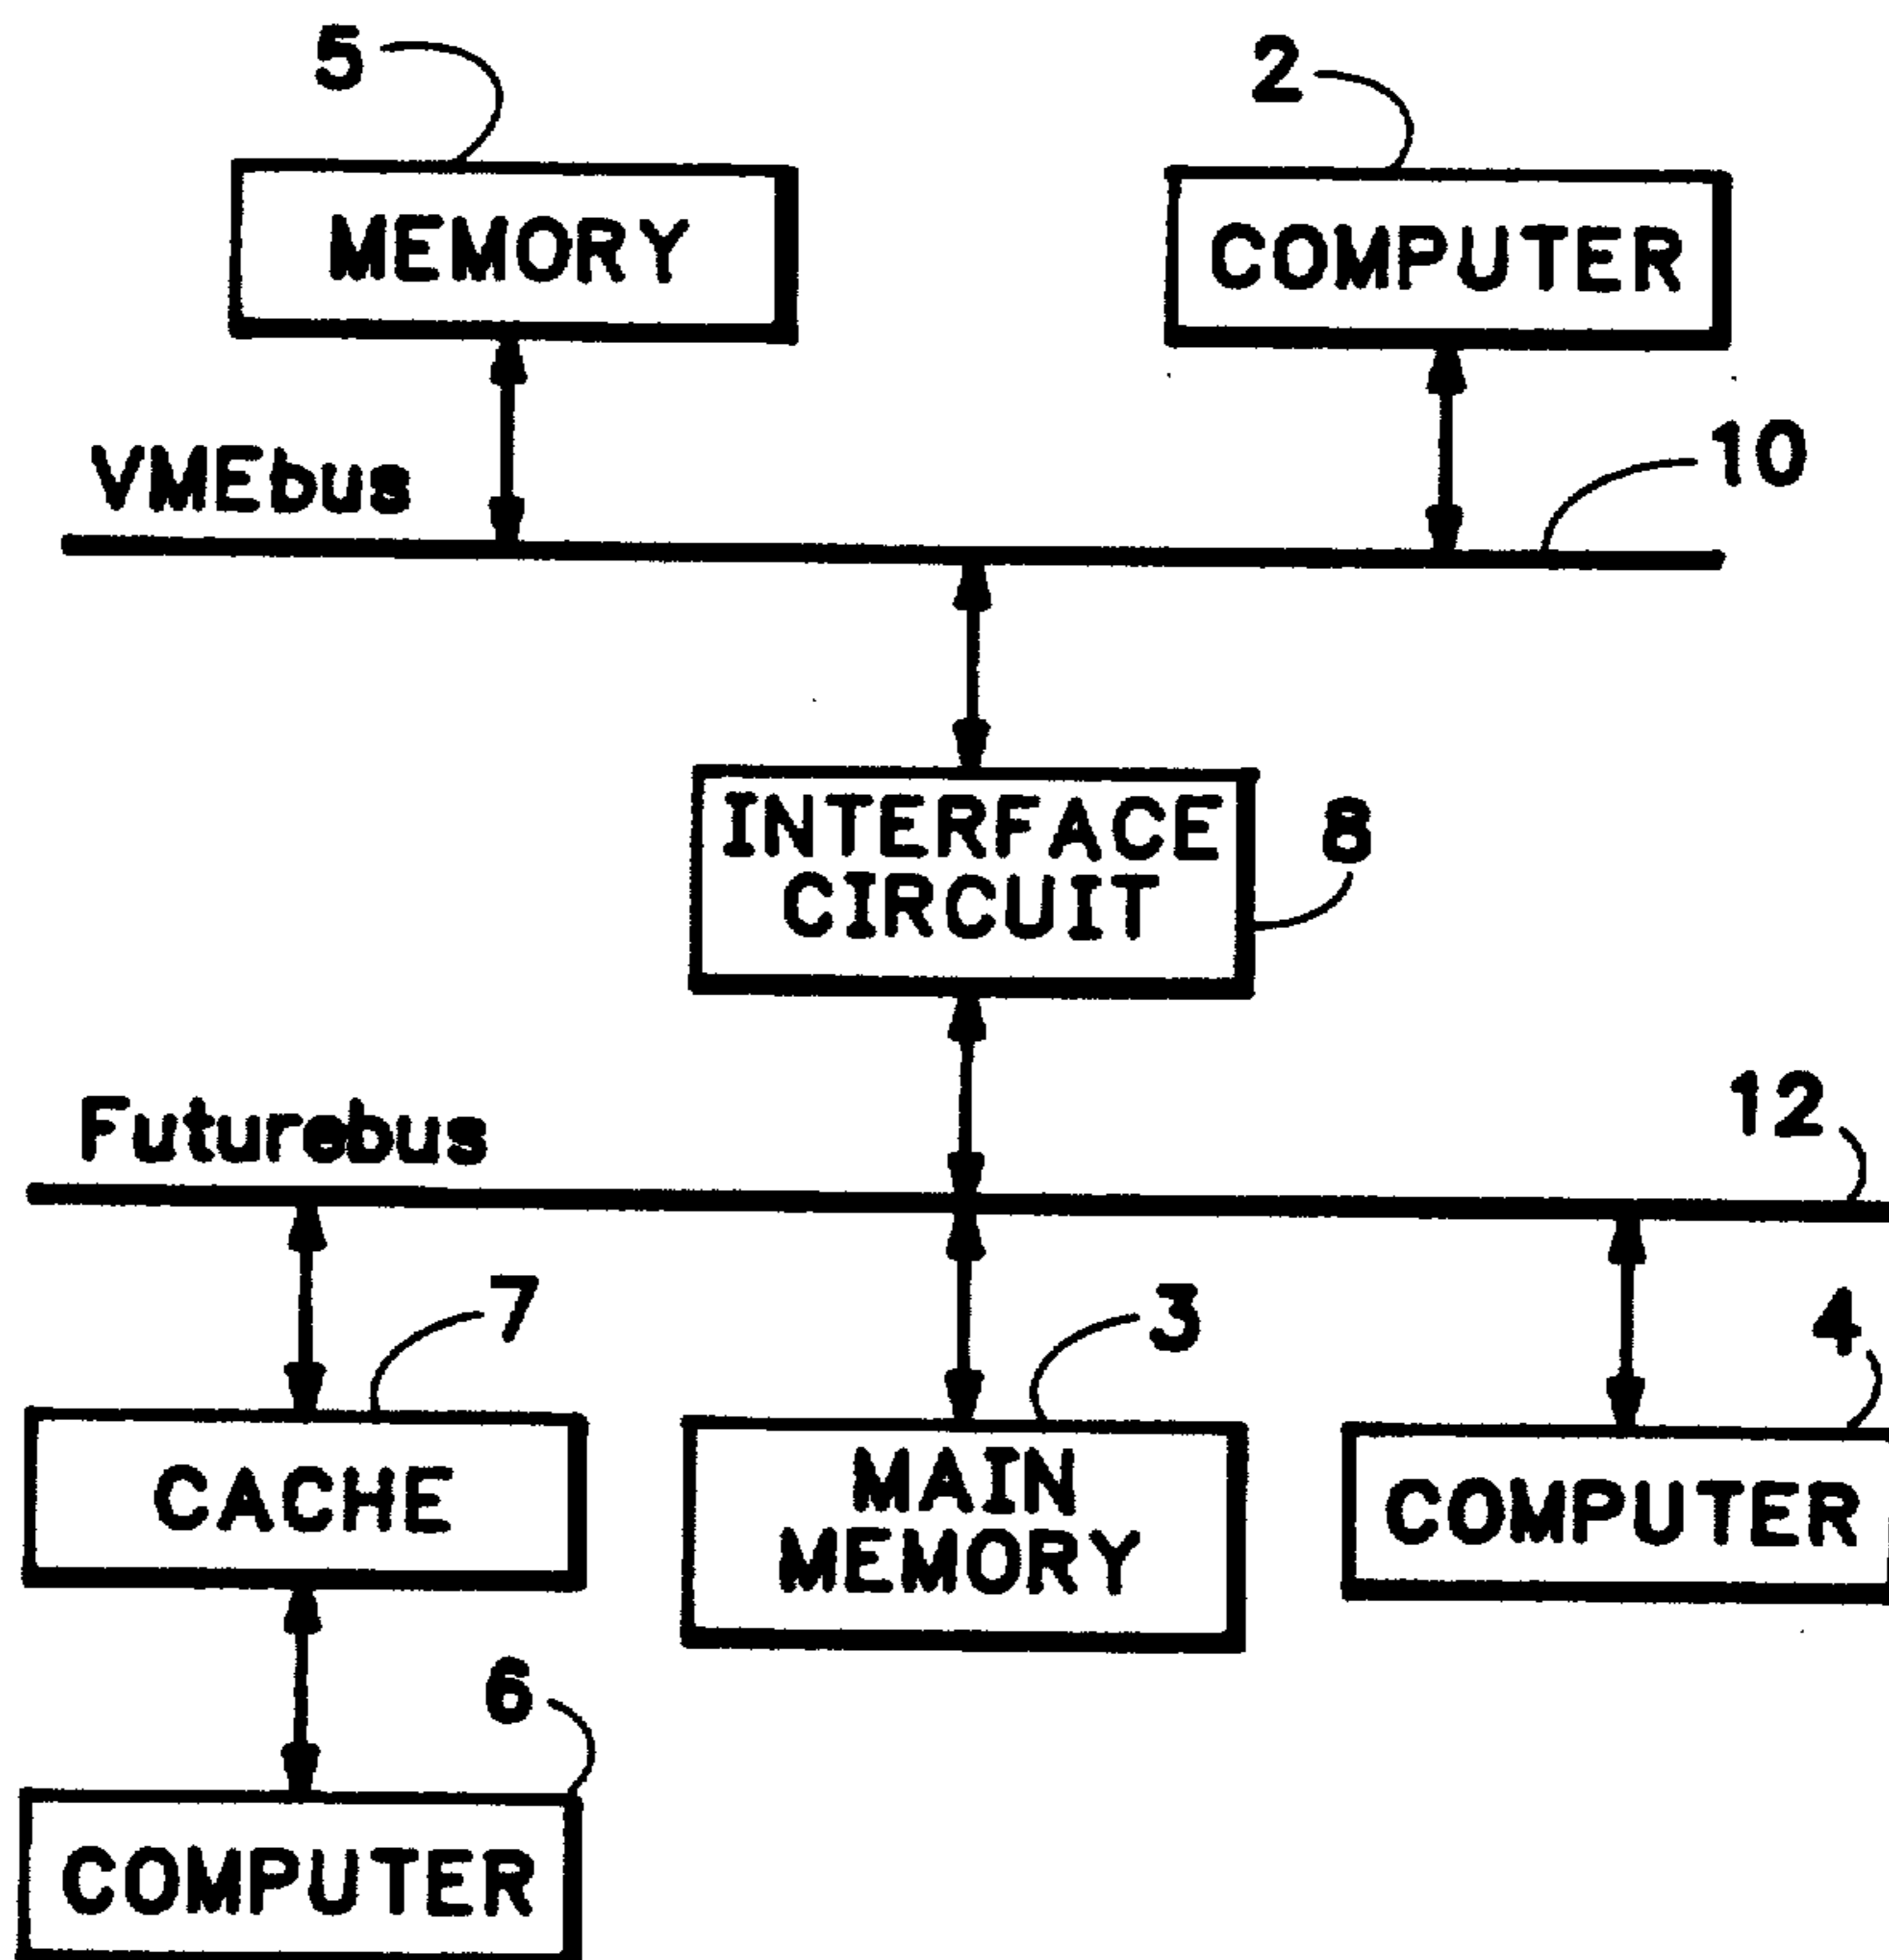 5
2
MEMORY
COMPUTER
VMEbus
10
INTERFACE
CIRCUIT
8
Futurebus
12
7
3
4
CACHE
MAIN
MEMORY
COMPUTER
6
COMPUTER